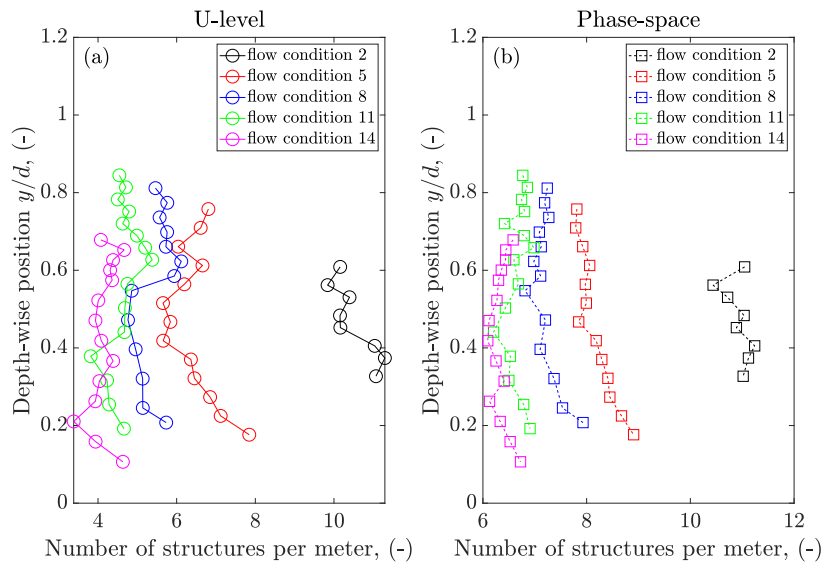 U-level
(a)
flow condition 2
flow condition 5
flow condition 8
flow condition 11
flow condition 14
1.2
1
0.8
0.6
0.4
0.2
0
Depth-wise position y/d, (-)
4 6 8 10
Number of structures per meter, (-)
Phase-space
(b)
flow condition 2
flow condition 5
flow condition 8
flow condition 11
flow condition 14
1.2
1
0.8
0.6
0.4
0.2
0
Depth-wise position y/d, (-)
6 8 10 12
Number of structures per meter, (-)